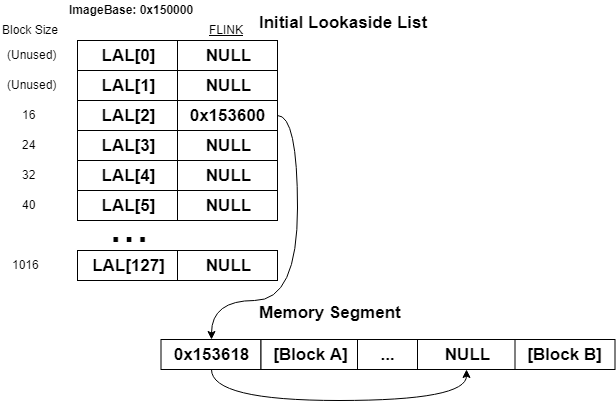 ImageBase: 0x150000
Initial Lookaside List
Block Size
FLINK
(Unused) LAL[0] NULL
(Unused) LAL[1] NULL
16 LAL[2] 0x153600
24 LAL[3] NULL
32 LAL[4] NULL
40 LAL[5] NULL
...
1016 LAL[127] NULL
Memory Segment
0x153618 [Block A] ... NULL [Block B]